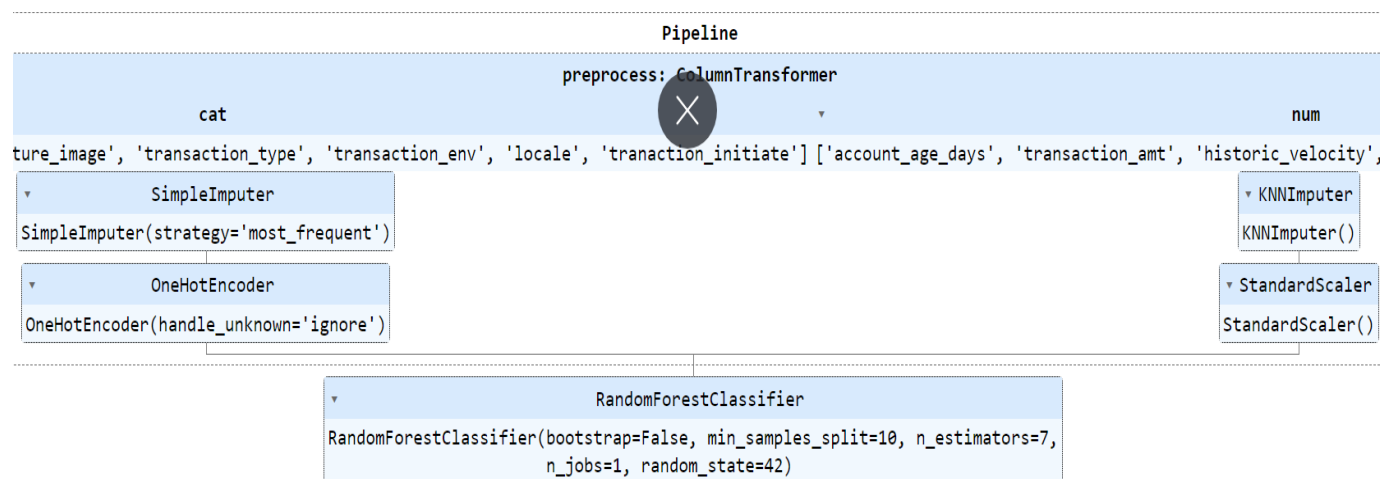 Pipeline
preprocess: ColumnTransformer
cat
num
ture_image', 'transaction_type', 'transaction_env', 'locale', 'tranaction_initiate'] ['account_age_days', 'transaction_amt', 'historic_velocity',
SimpleImputer
SimpleImputer(strategy='most_frequent')
OneHotEncoder
OneHotEncoder(handle_unknown='ignore')
KNNImputer
KNNImputer()
StandardScaler
StandardScaler()
RandomForestClassifier
RandomForestClassifier(bootstrap=False, min_samples_split=10, n_estimators=7,
n_jobs=1, random_state=42)